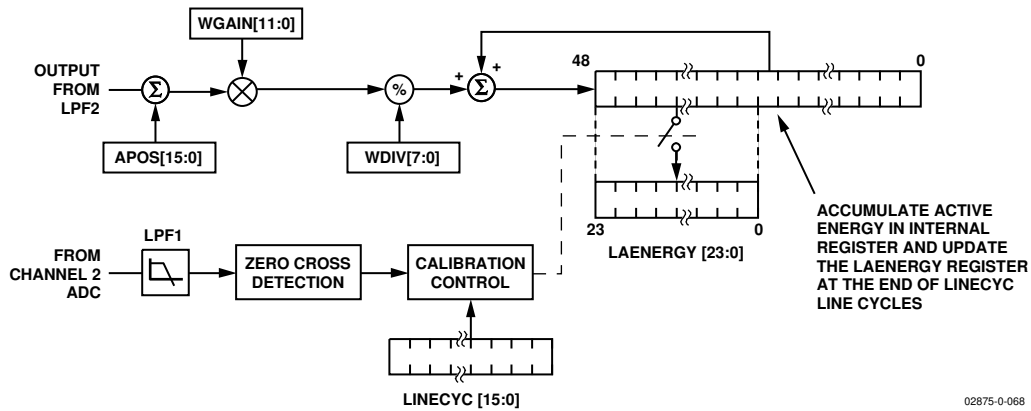 WGAIN[11:0]
OUTPUT
FROM
LPF2
Σ
%
+
+
Σ
48
0
APOS[15:0]
WDIV[7:0]
23
0
LAENERGY [23:0]
ACCUMULATE ACTIVE
ENERGY IN INTERNAL
REGISTER AND UPDATE
THE LAENERGY REGISTER
AT THE END OF LINECYC
LINE CYCLES
FROM
CHANNEL 2
ADC
LPF1
ZERO CROSS
DETECTION
CALIBRATION
CONTROL
LINECYC [15:0]
02875-0-068